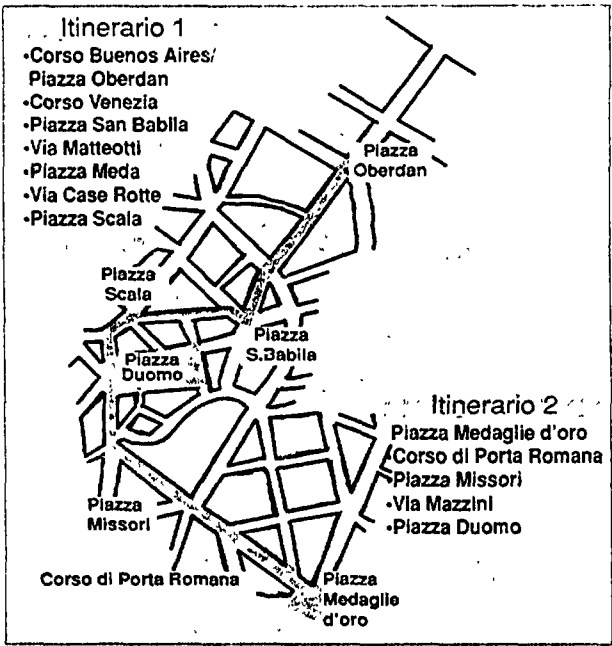 Itinerario 1
•Corso Buenos Aires/
Piazza Oberdan
•Corso Venezia
•Piazza San Babila
•Via Matteotti
•Piazza Meda
•Via Case Rotte
•Piazza Scala
Piazza
Oberdan
Piazza
Scala
Piazza
S.Babila
Piazza
Duomo
Itinerario 2
Piazza Medaglie d'oro
•Corso di Porta Romana
•Piazza Missori
•Via Mazzini
•Piazza Duomo
Piazza
Missori
Corso di Porta Romana
Piazza
Medaglie
d'oro